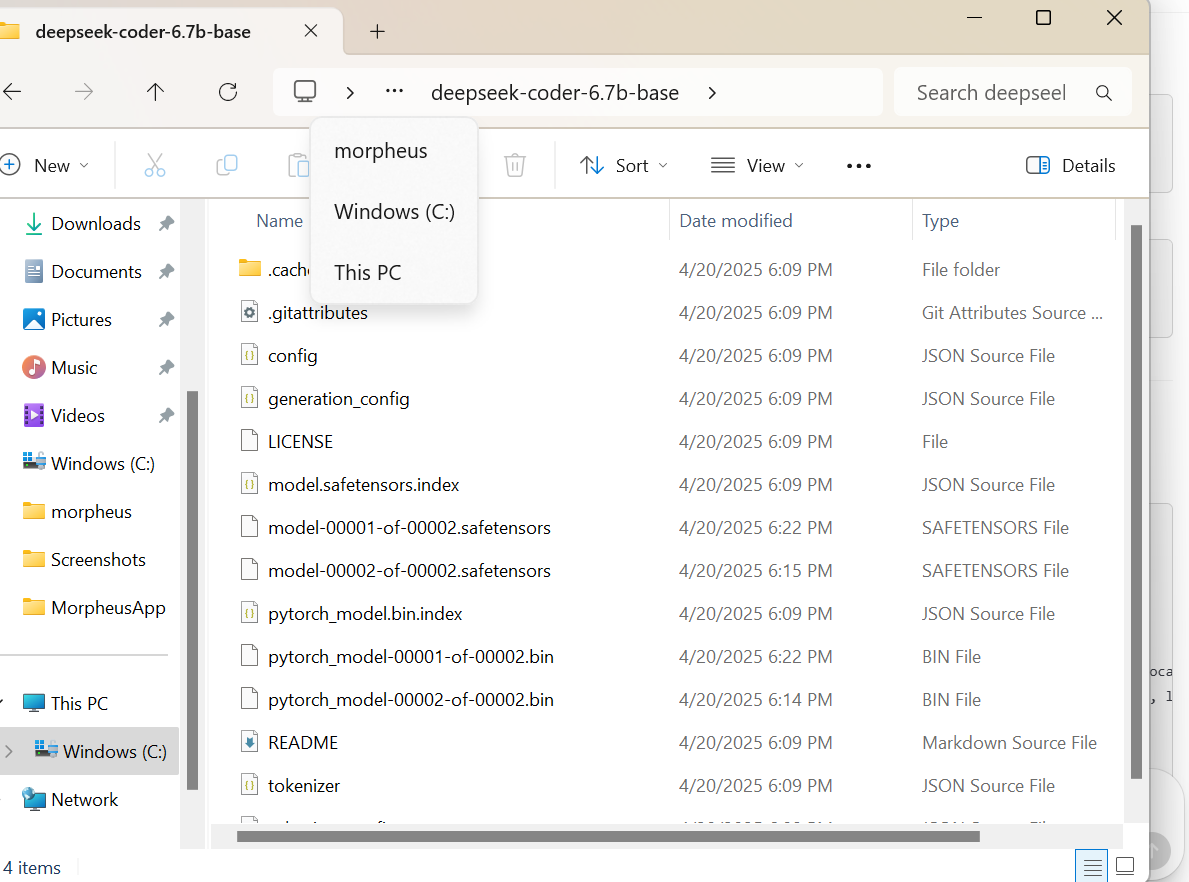 deepseek-coder-6.7b-base
deepseek-coder-6.7b-base
Search deepseel
New
Sort
View
Details
morpheus
Windows (C:)
This PC
Downloads
Documents
Pictures
Music
Videos
Windows (C:)
morpheus
Screenshots
MorpheusApp
This PC
Windows (C:)
Network
Name Date modified Type
.cache 4/20/2025 6:09 PM File folder
.gitattributes 4/20/2025 6:09 PM Git Attributes Source ...
config 4/20/2025 6:09 PM JSON Source File
generation_config 4/20/2025 6:09 PM JSON Source File
LICENSE 4/20/2025 6:09 PM File
model.safetensors.index 4/20/2025 6:09 PM JSON Source File
model-00001-of-00002.safetensors 4/20/2025 6:22 PM SAFETENSORS File
model-00002-of-00002.safetensors 4/20/2025 6:15 PM SAFETENSORS File
pytorch_model.bin.index 4/20/2025 6:09 PM JSON Source File
pytorch_model-00001-of-00002.bin 4/20/2025 6:22 PM BIN File
pytorch_model-00002-of-00002.bin 4/20/2025 6:14 PM BIN File
README 4/20/2025 6:09 PM Markdown Source File
tokenizer 4/20/2025 6:09 PM JSON Source File
oca
, l
4 items